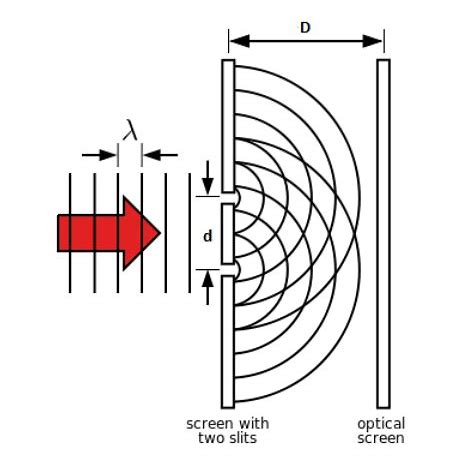 D
λ
d
screen with
two slits
optical
screen